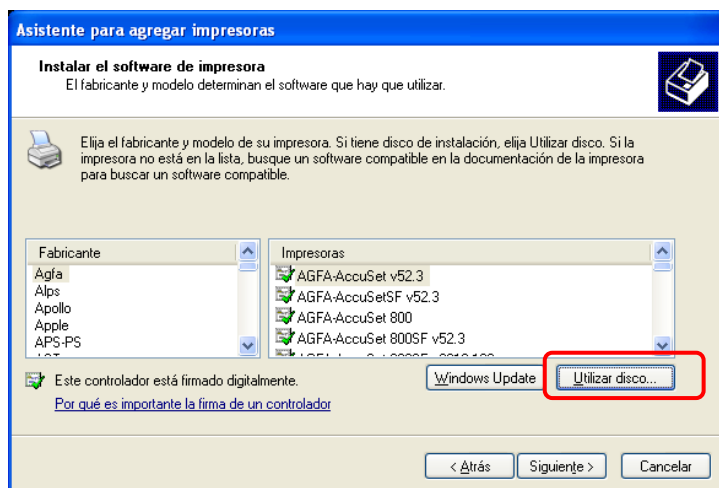 Asistente para agregar impresoras
Instalar el software de impresora
El fabricante y modelo determinan el software que hay que utilizar.
Elija el fabricante y modelo de su impresora. Si tiene disco de instalación, elija Utilizar disco. Si la
impresora no está en la lista, busque un software compatible en la documentación de la impresora
para buscar un software compatible.
Fabricante
Agfa
Alps
Apollo
Apple
APS-PS
Impresoras
AGFA-AccuSet v52.3
AGFA-AccuSetSF v52.3
AGFA-AccuSet 800
AGFA-AccuSet 800SF v52.3
Este controlador está firmado digitalmente.
Por qué es importante la firma de un controlador
Windows Update
Utilizar disco...
< Atrás
Siguiente >
Cancelar